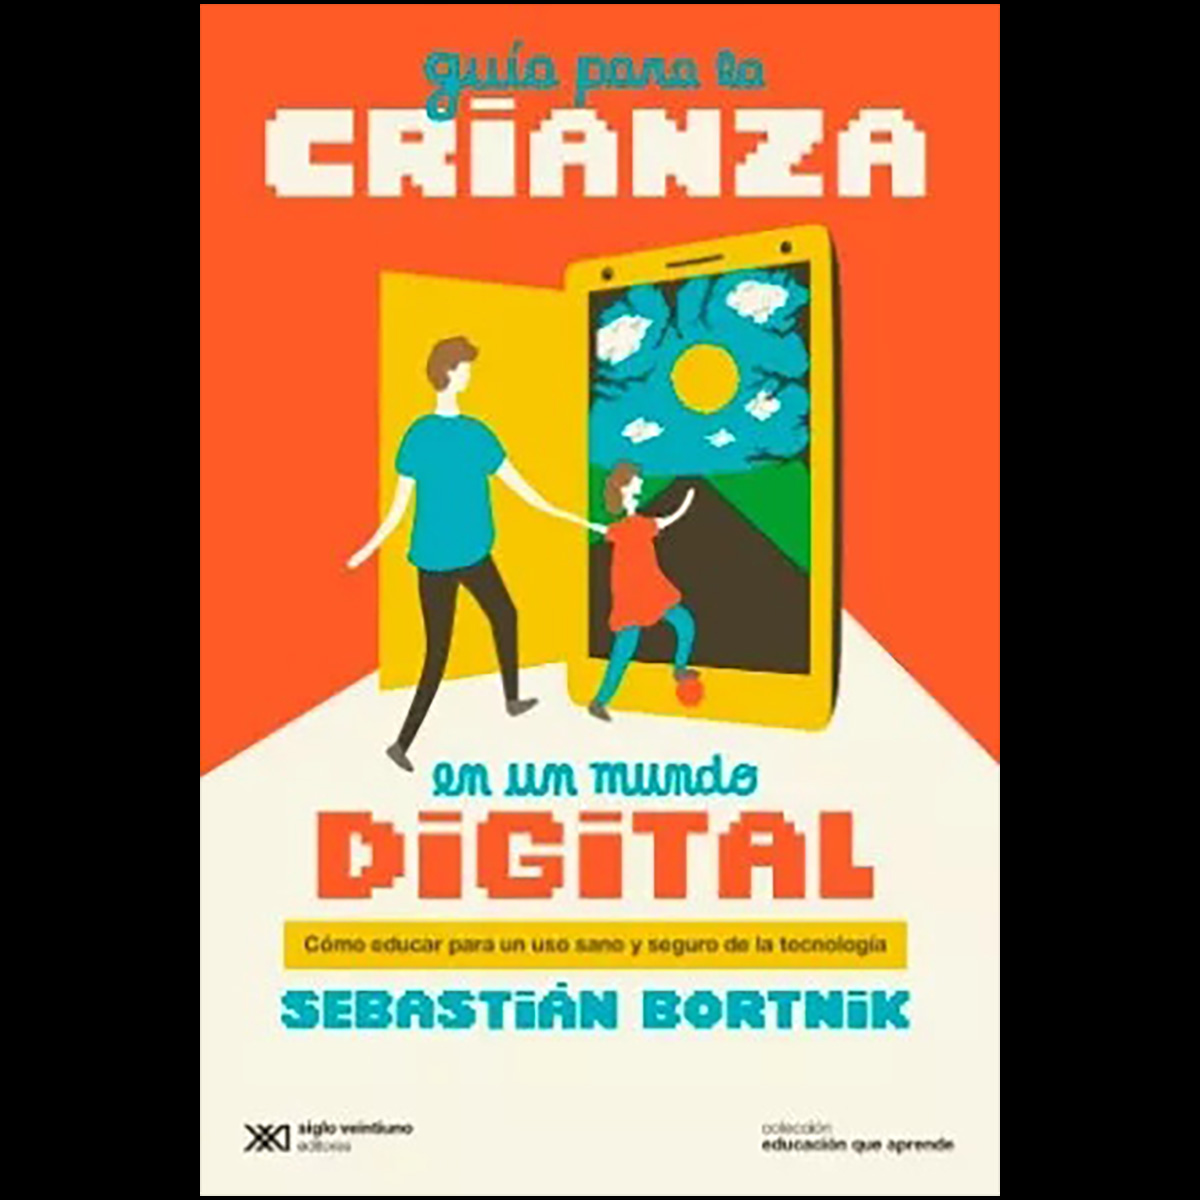 guía para la
CRIANZA
en un mundo
DIGITAL
Cómo educar para un uso sano y seguro de la tecnología
SEBASTIÁN BORTNIK
siglo veintiuno
editores
colección
educación que aprende